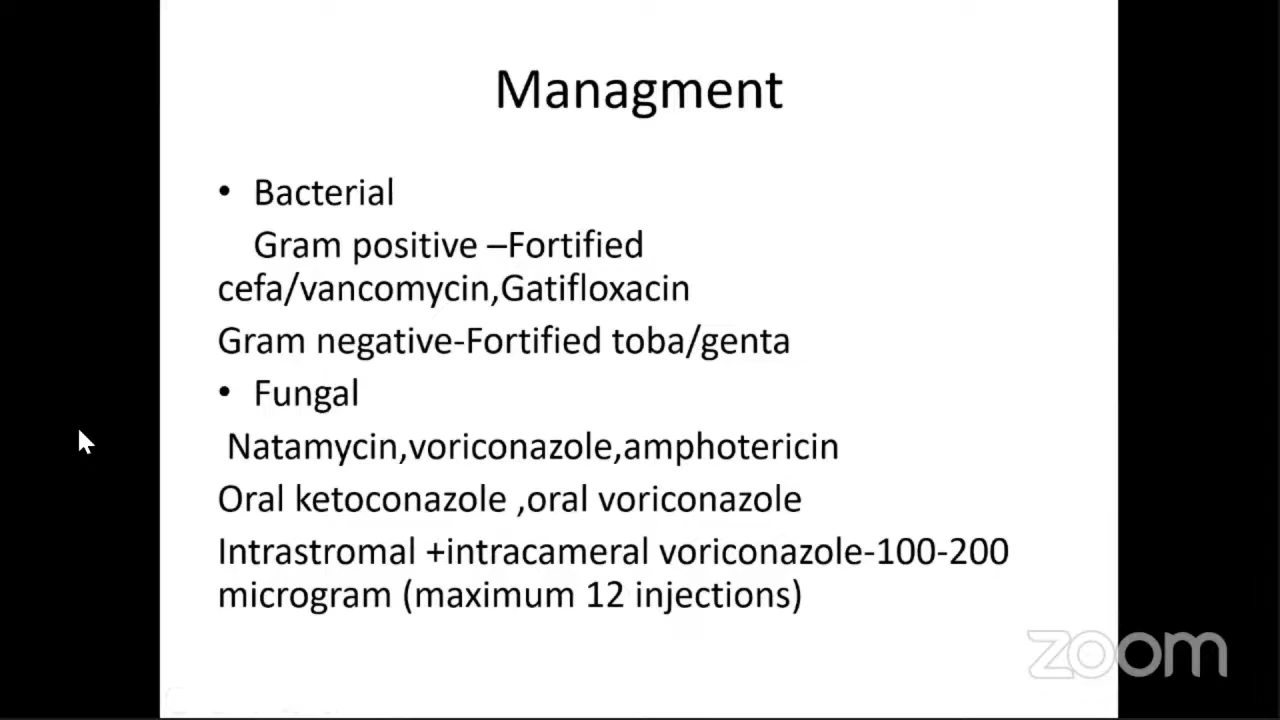 Managment
• Bacterial
Gram positive –Fortified
cefa/vancomycin,Gatifloxacin
Gram negative-Fortified toba/genta
• Fungal
Natamycin,voriconazole,amphotericin
Oral ketoconazole ,oral voriconazole
Intrastromal +intracameral voriconazole-100-200
microgram (maximum 12 injections)
zoom